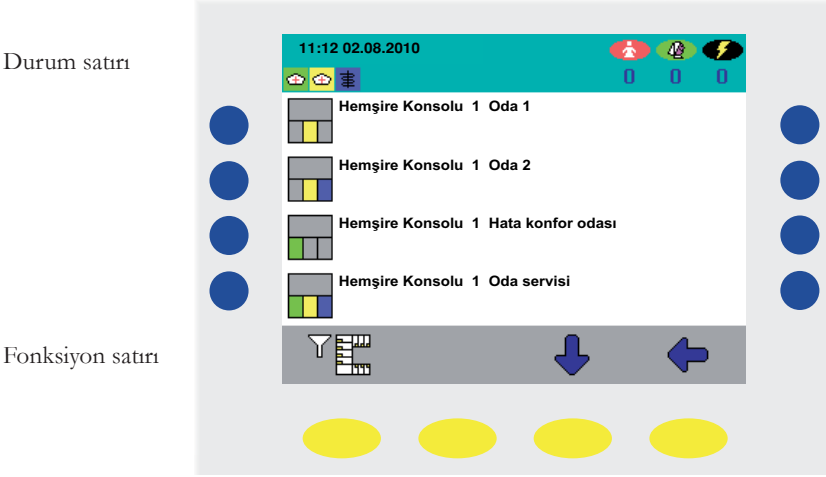 Durum satırı
11:12 02.08.2010
0 0 0
Hemşire Konsolu 1 Oda 1
Hemşire Konsolu 1 Oda 2
Hemşire Konsolu 1 Hata konfor odası
Hemşire Konsolu 1 Oda servisi
Fonksiyon satırı